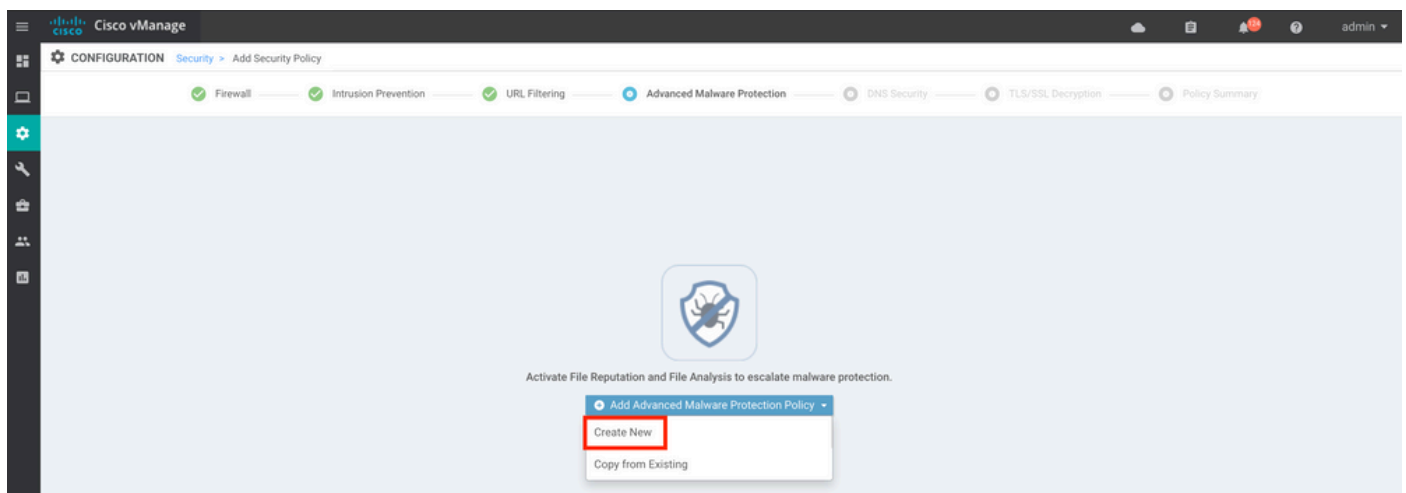 cisco Cisco vManage 124 admin
CONFIGURATION Security > Add Security Policy
Firewall Intrusion Prevention URL Filtering Advanced Malware Protection DNS Security TLS/SSL Decryption Policy Summary
Activate File Reputation and File Analysis to escalate malware protection.
Add Advanced Malware Protection Policy
Create New
Copy from Existing